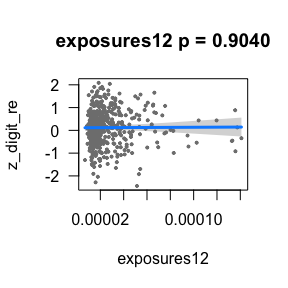 exposures12 p = 0.9040
2
1
0
-1
-2
z_digit_re
0.00002
0.00010
exposures12